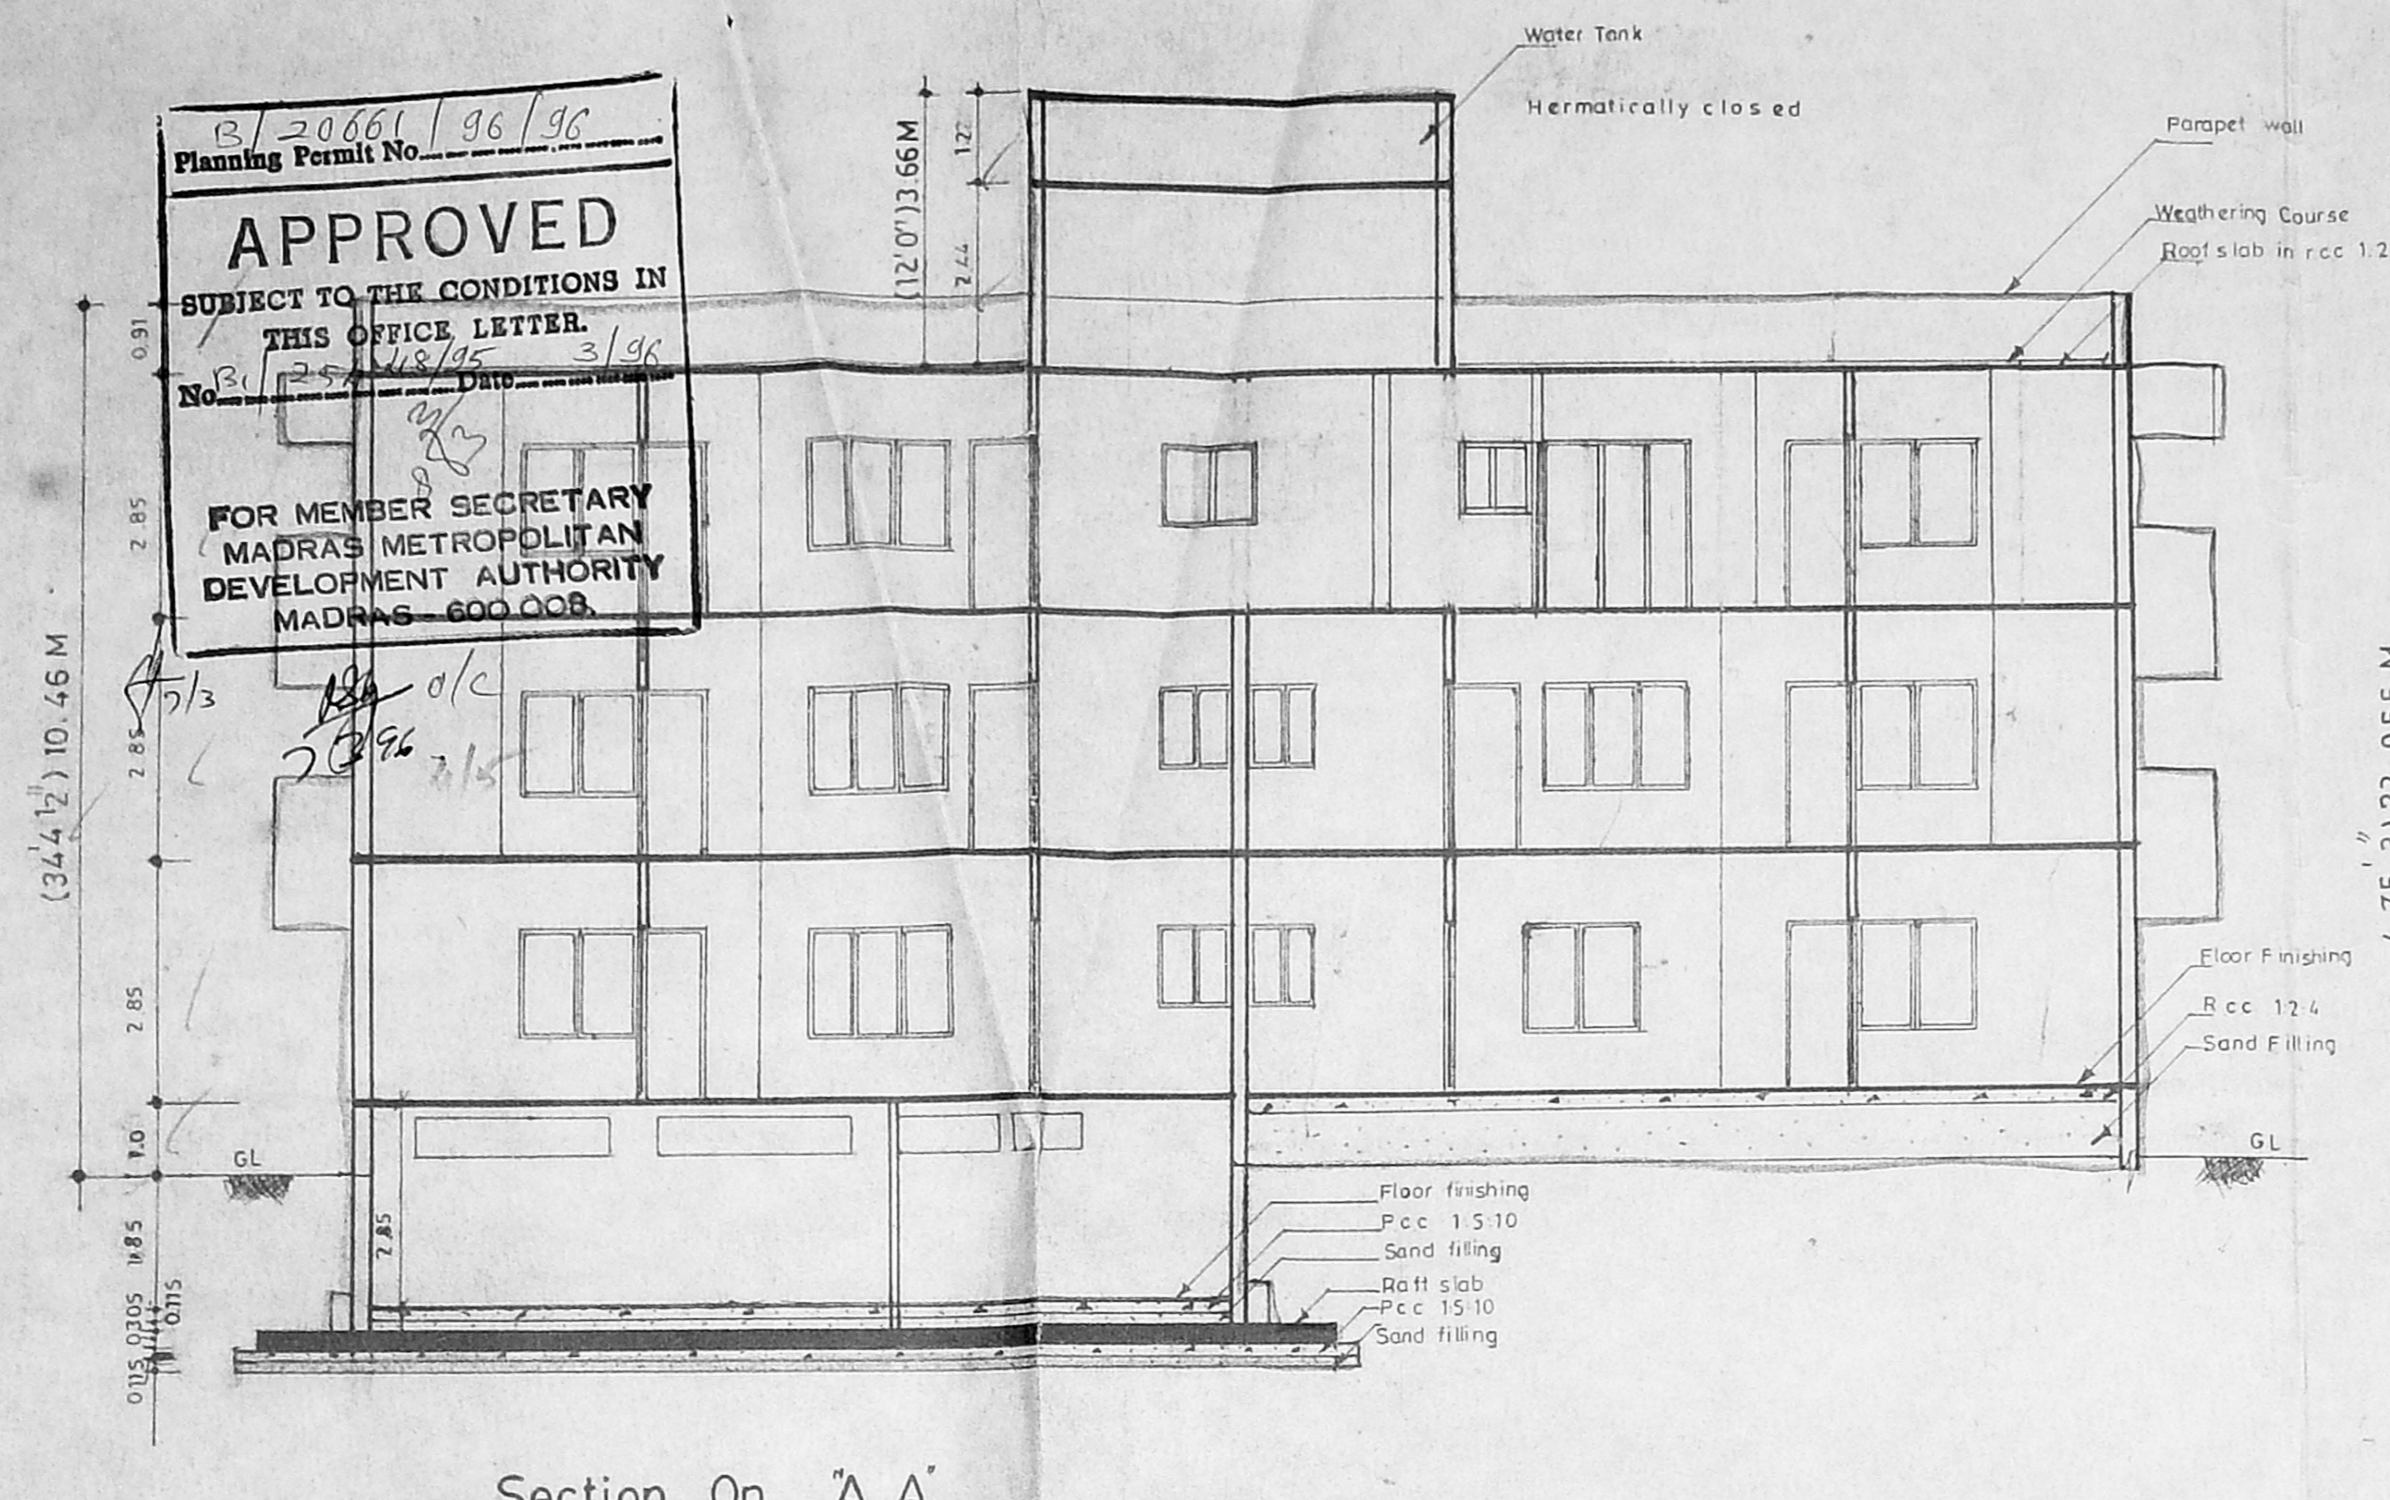 Water Tank
Hermatically closed
Parapet wall
Weathering Course
Roof slab in rcc 1:2
B/20661/96/96
Planning Permit No
APPROVED
SUBJECT TO THE CONDITIONS IN
THIS OFFICE LETTER.
No Date 3/96
FOR MEMBER SECRETARY
MADRAS METROPOLITAN
DEVELOPMENT AUTHORITY
MADRAS - 600 008.
7/3
o/c
96
(12'0") 3.66 M
1.22
2.44
0.91
2.85
2.85
2.85
1.0
1.85
0.115
0.305
0.115
(34'4½") 10.46 M
2.85
GL
GL
Floor Finishing
Rcc 1:2:4
Sand Filling
Floor finishing
Pcc 1:5:10
Sand filling
Raft slab
Pcc 1:5:10
Sand filling
Section On "A A"